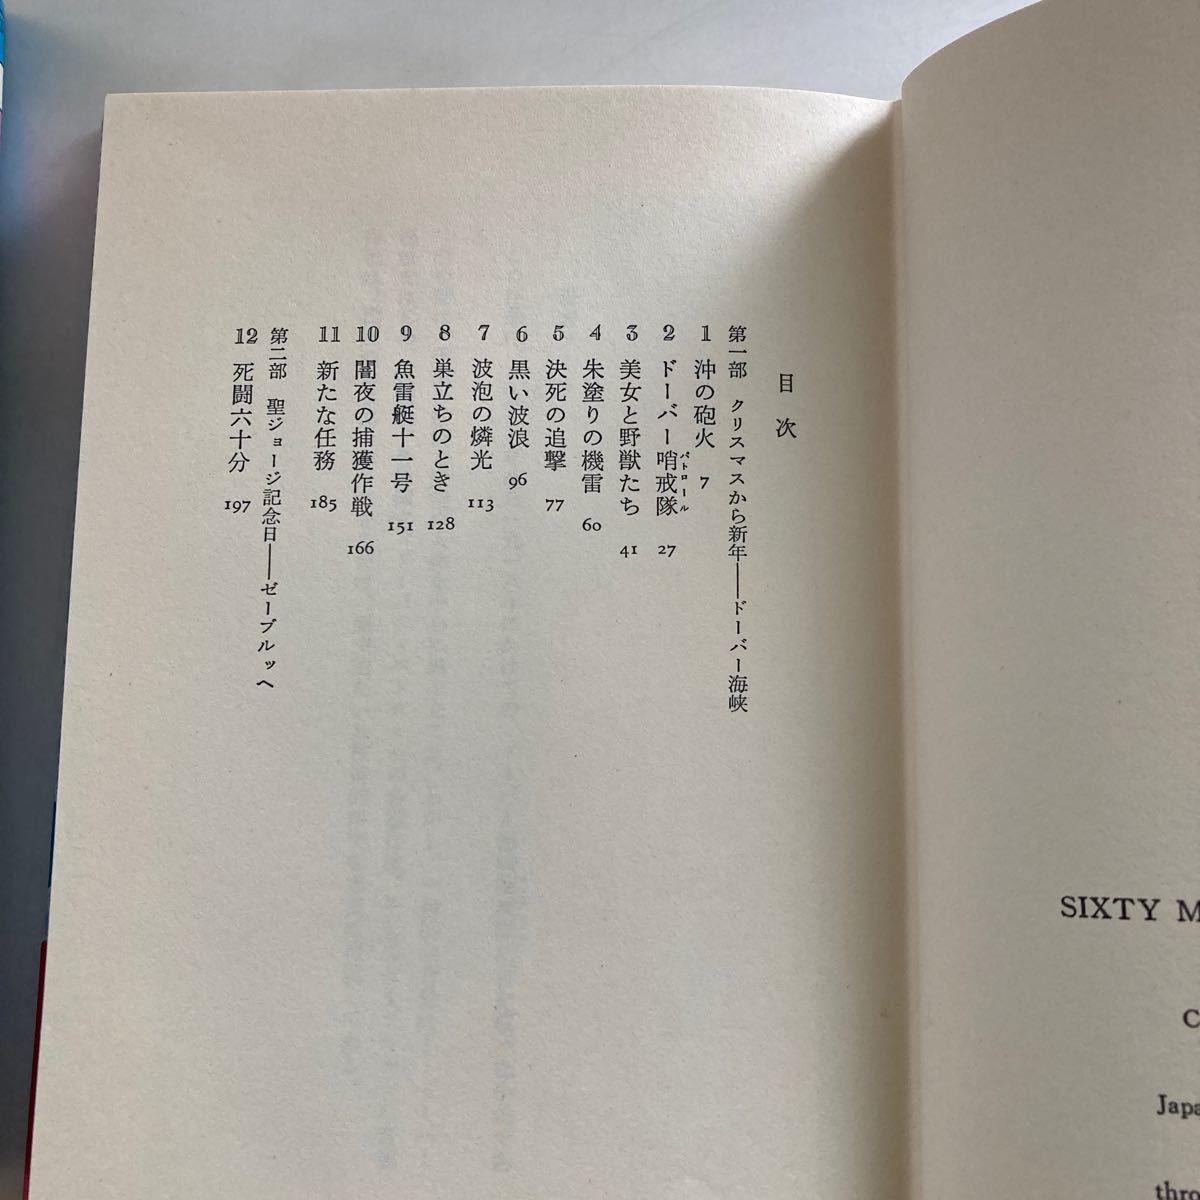 目次
第一部 クリスマスから新年――ドーバー海峡
1 沖の砲火 7
2 ドーバー哨戒隊 27
パトロール
3 美女と野獣たち 41
4 朱塗りの機雷 60
5 決死の追撃 77
6 黒い波浪 96
7 波泡の燐光 113
8 巣立ちのとき 128
9 魚雷艇十一号 151
10 闇夜の捕獲作戦 166
11 新たな任務 185
第二部 聖ジョージ記念日――ゼーブルッヘ
12 死闘六十分 197
SIXTY M
C
Japa
thro